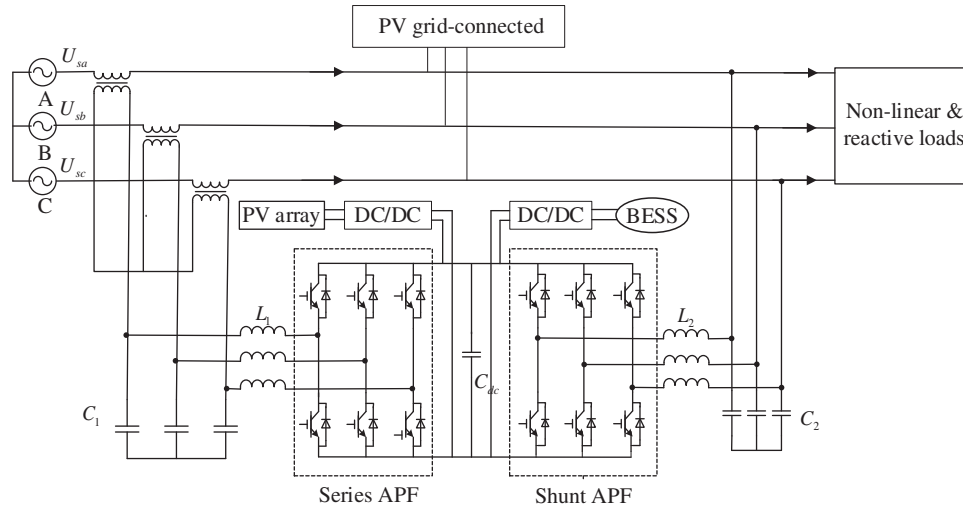 PV grid-connected
U_sa
A
U_sb
B
U_sc
C
Non-linear &
reactive loads
PV array
DC/DC
DC/DC
BESS
L_1
L_2
C_dc
C_1
C_2
Series APF
Shunt APF